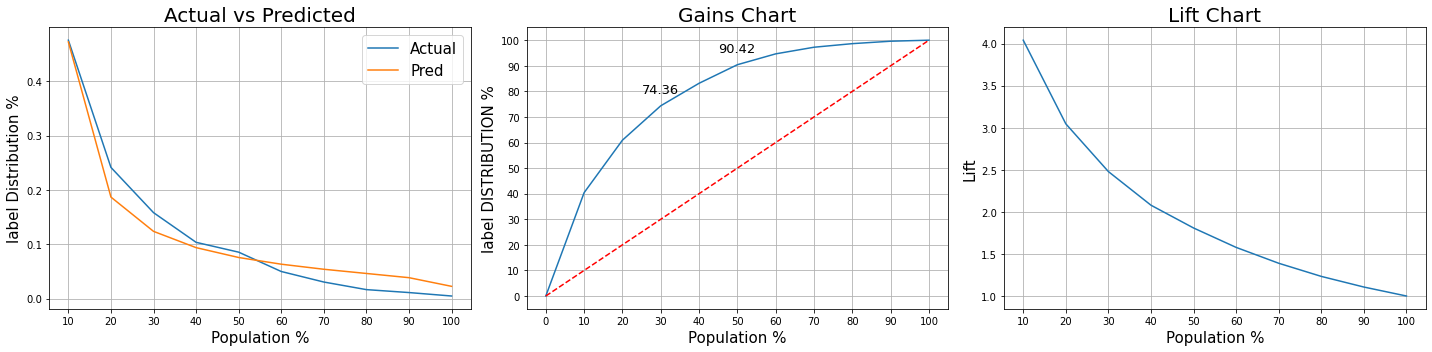 Actual vs Predicted
Actual
Pred
label Distribution %
0.4
0.3
0.2
0.1
0.0
10 20 30 40 50 60 70 80 90 100
Population %
Gains Chart
label DISTRIBUTION %
100
90
80
70
60
50
40
30
20
10
0
90.42
74.36
0 10 20 30 40 50 60 70 80 90 100
Population %
Lift Chart
Lift
4.0
3.5
3.0
2.5
2.0
1.5
1.0
10 20 30 40 50 60 70 80 90 100
Population %